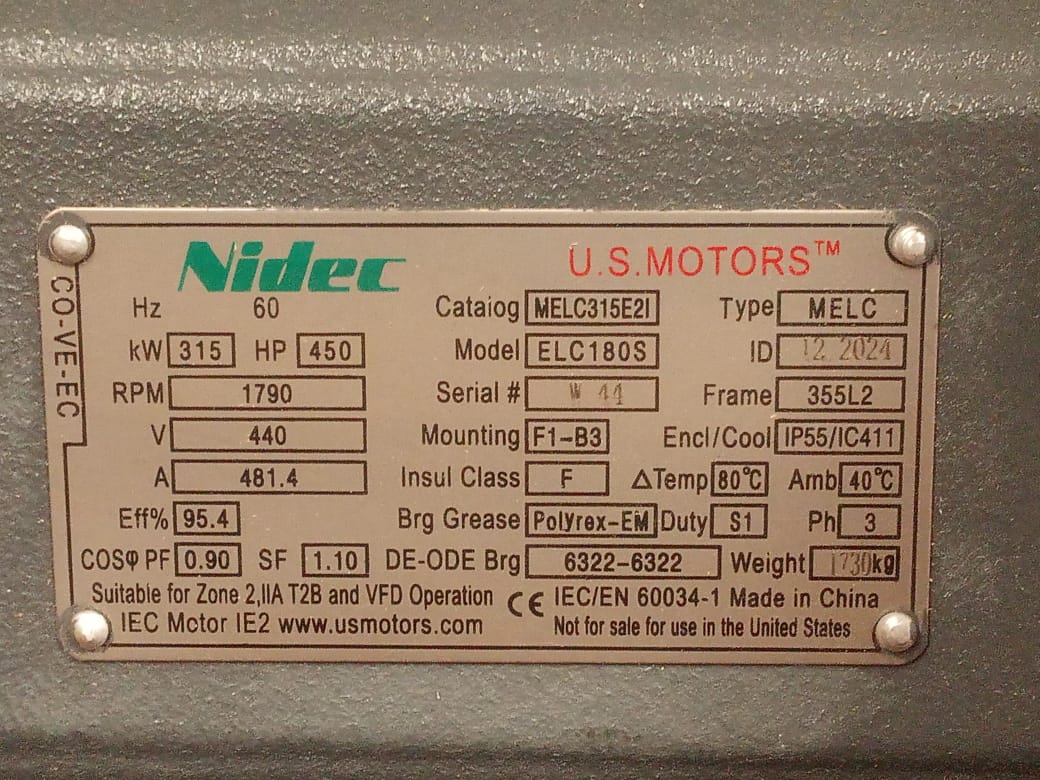 Nidec U.S.MOTORS™
CO-VE-EC
Hz 60 Catalog MELC315E2I Type MELC
kW 315 HP 450 Model ELC180S ID 12 2024
RPM 1790 Serial # W 44 Frame 355L2
V 440 Mounting F1-B3 Encl/Cool IP55/IC411
A 481.4 Insul Class F ΔTemp 80℃ Amb 40℃
Eff% 95.4 Brg Grease Polyrex-EM Duty S1 Ph 3
COSφ PF 0.90 SF 1.10 DE-ODE Brg 6322-6322 Weight 1730kg
Suitable for Zone 2,IIA T2B and VFD Operation CE IEC/EN 60034-1 Made in China
IEC Motor IE2 www.usmotors.com Not for sale for use in the United States